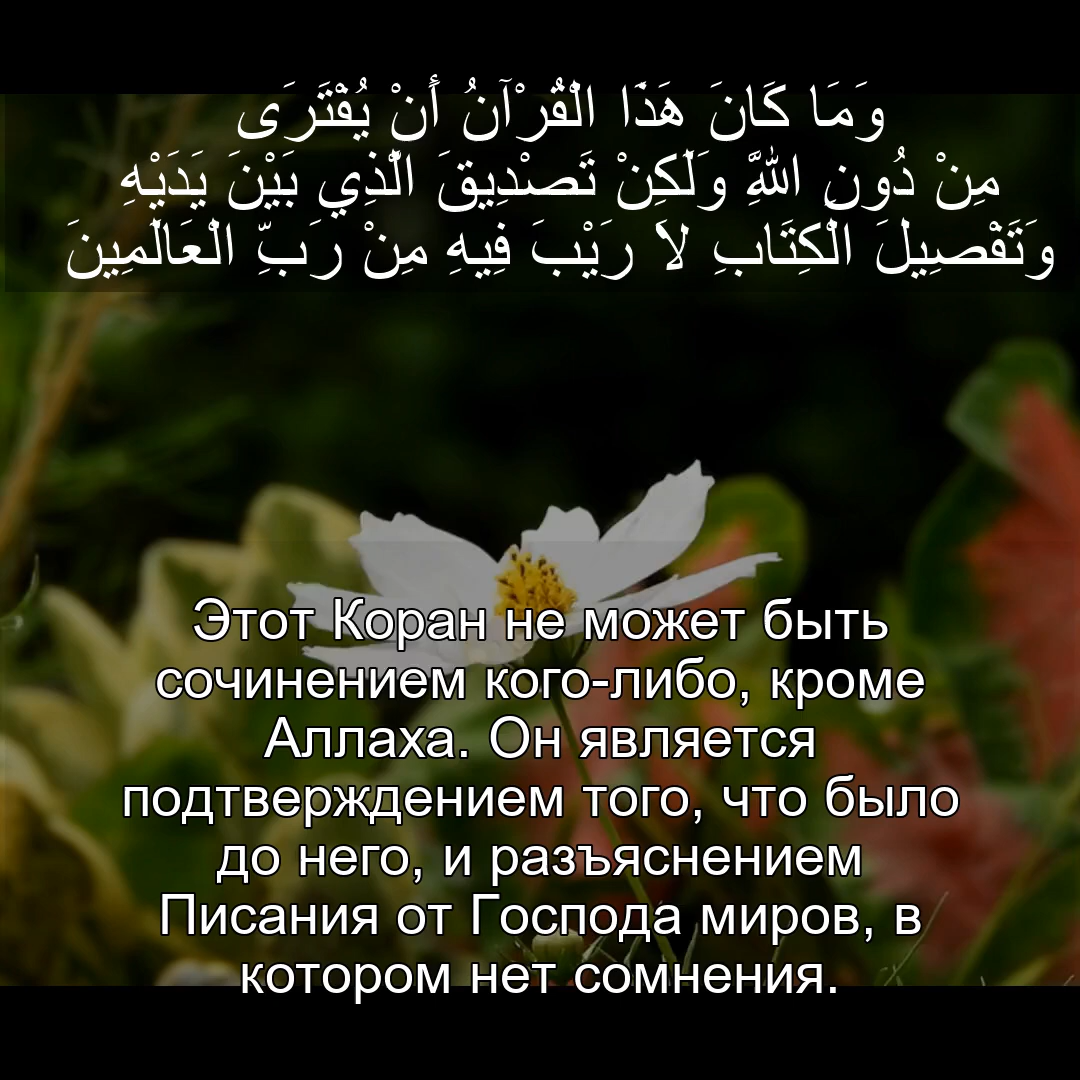 وَمَا كَانَ هَذَا الْقُرْآنُ أَنْ يُفْتَرَى
مِنْ دُونِ اللَّهِ وَلَكِنْ تَصْدِيقَ الَّذِي بَيْنَ يَدَيْهِ
وَتَفْصِيلَ الْكِتَابِ لاَ رَيْبَ فِيهِ مِنْ رَبِّ الْعَالَمِينَ
Этот Коран не может быть
сочинением кого-либо, кроме
Аллаха. Он является
подтверждением того, что было
до него, и разъяснением
Писания от Господа миров, в
котором нет сомнения.